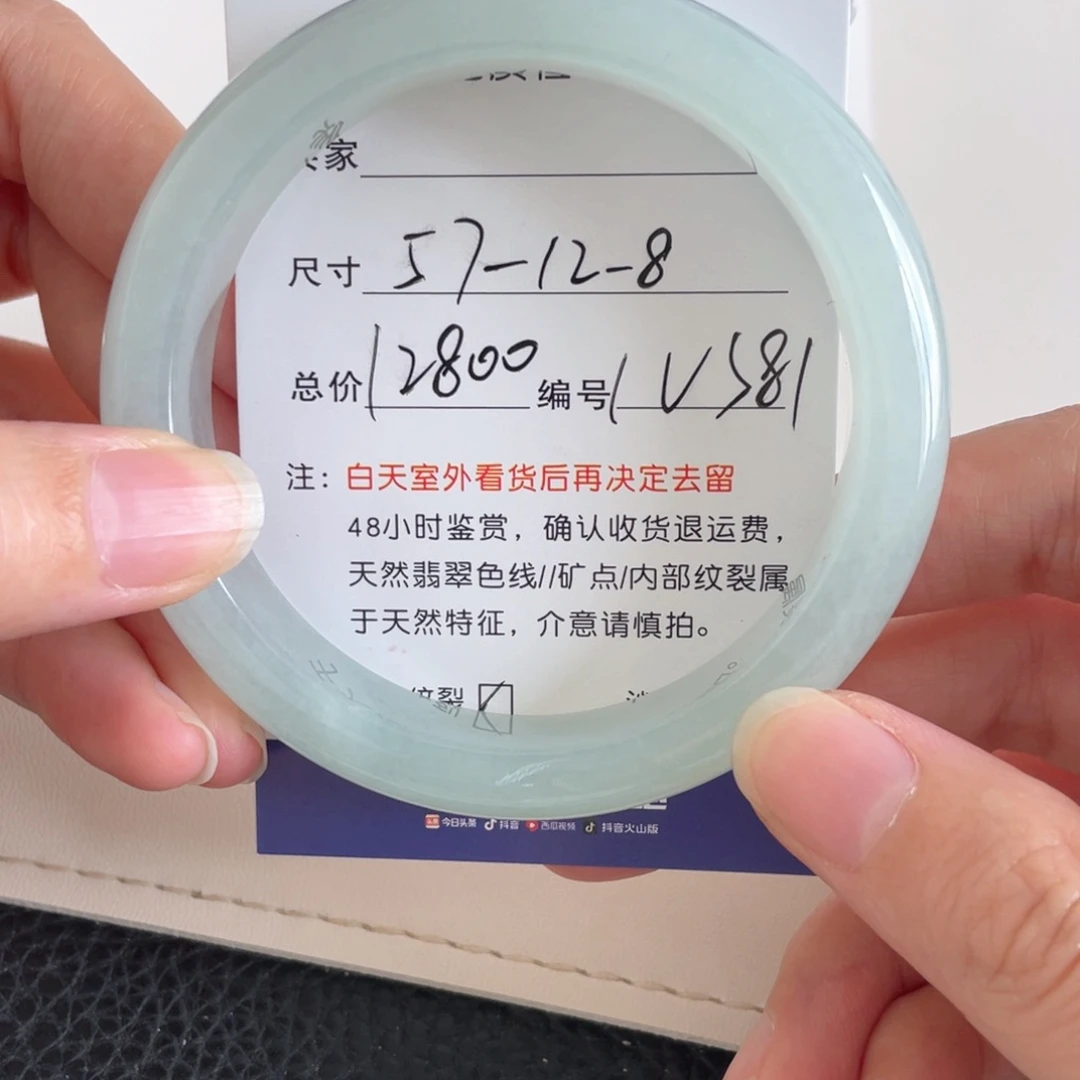 家
尺寸 57-12-8
总价 12800 编号 1V581
注：白天室外看货后再决定去留
48小时鉴赏，确认收货退运费，
天然翡翠色线//矿点/内部纹裂属
于天然特征，介意请慎拍。
纹裂
今日头条 抖音 西瓜视频 抖音火山版